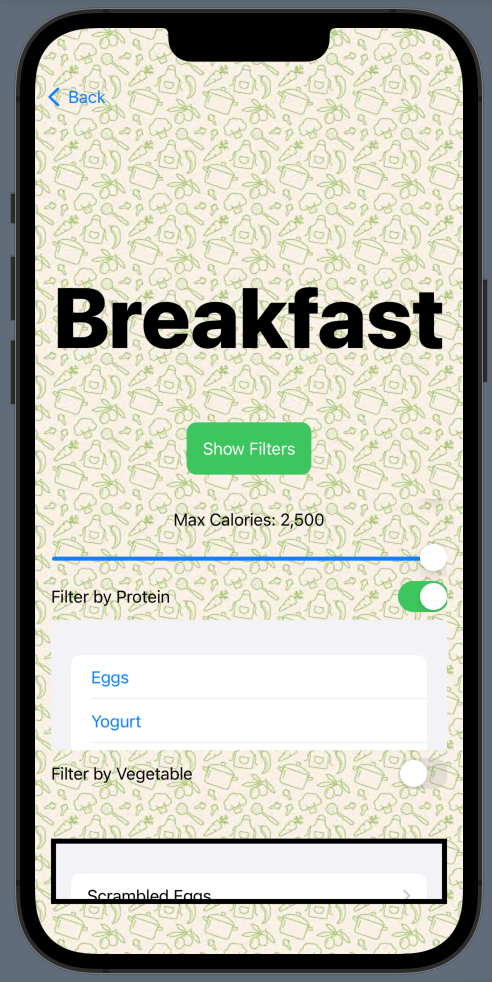 Back
Breakfast
Show Filters
Max Calories: 2,500
Filter by Protein
Eggs
Yogurt
Filter by Vegetable
Scrambled Eggs